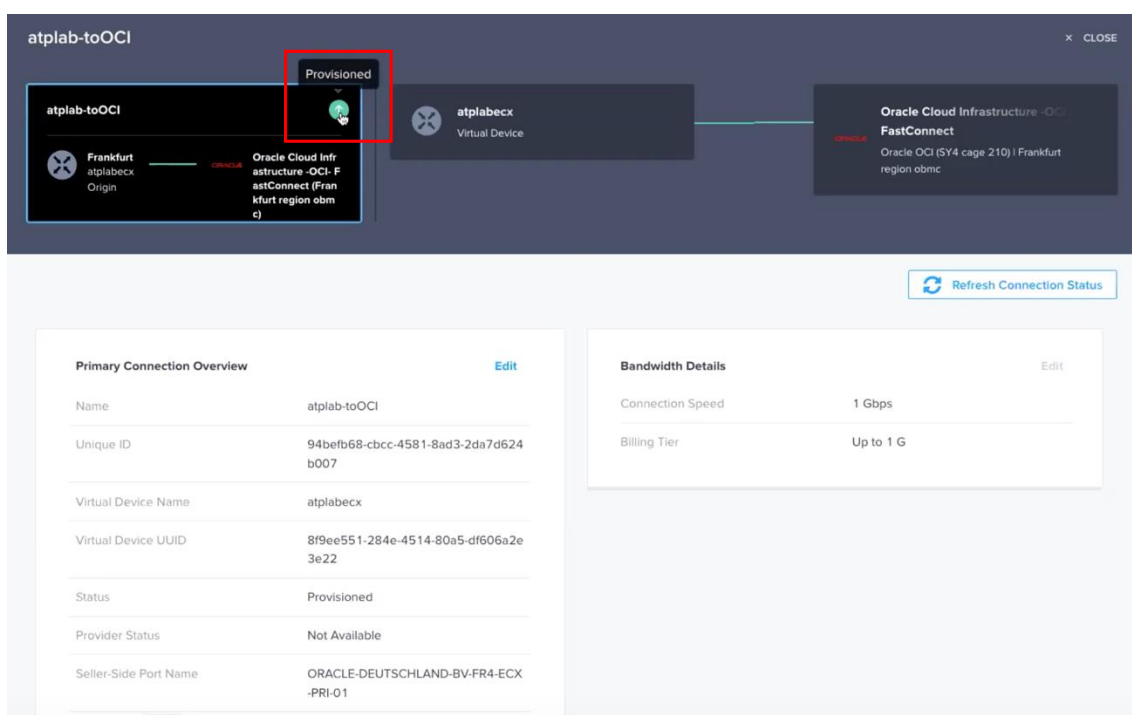 atplab-toOCI
× CLOSE
Provisioned
atplab-toOCI
Frankfurt
atplabecx
Origin
ORACLE
Oracle Cloud Infr
astructure -OCI- F
astConnect (Fran
kfurt region obm
c)
atplabecx
Virtual Device
ORACLE
Oracle Cloud Infrastructure -OCI-
FastConnect
Oracle OCI (SY4 cage 210) | Frankfurt
region obmc
Refresh Connection Status
Primary Connection Overview
Edit
Name
atplab-toOCI
Unique ID
94befb68-cbcc-4581-8ad3-2da7d624
b007
Virtual Device Name
atplabecx
Virtual Device UUID
8f9ee551-284e-4514-80a5-df606a2e
3e22
Status
Provisioned
Provider Status
Not Available
Seller-Side Port Name
ORACLE-DEUTSCHLAND-BV-FR4-ECX
-PRI-01
Bandwidth Details
Edit
Connection Speed
1 Gbps
Billing Tier
Up to 1 G